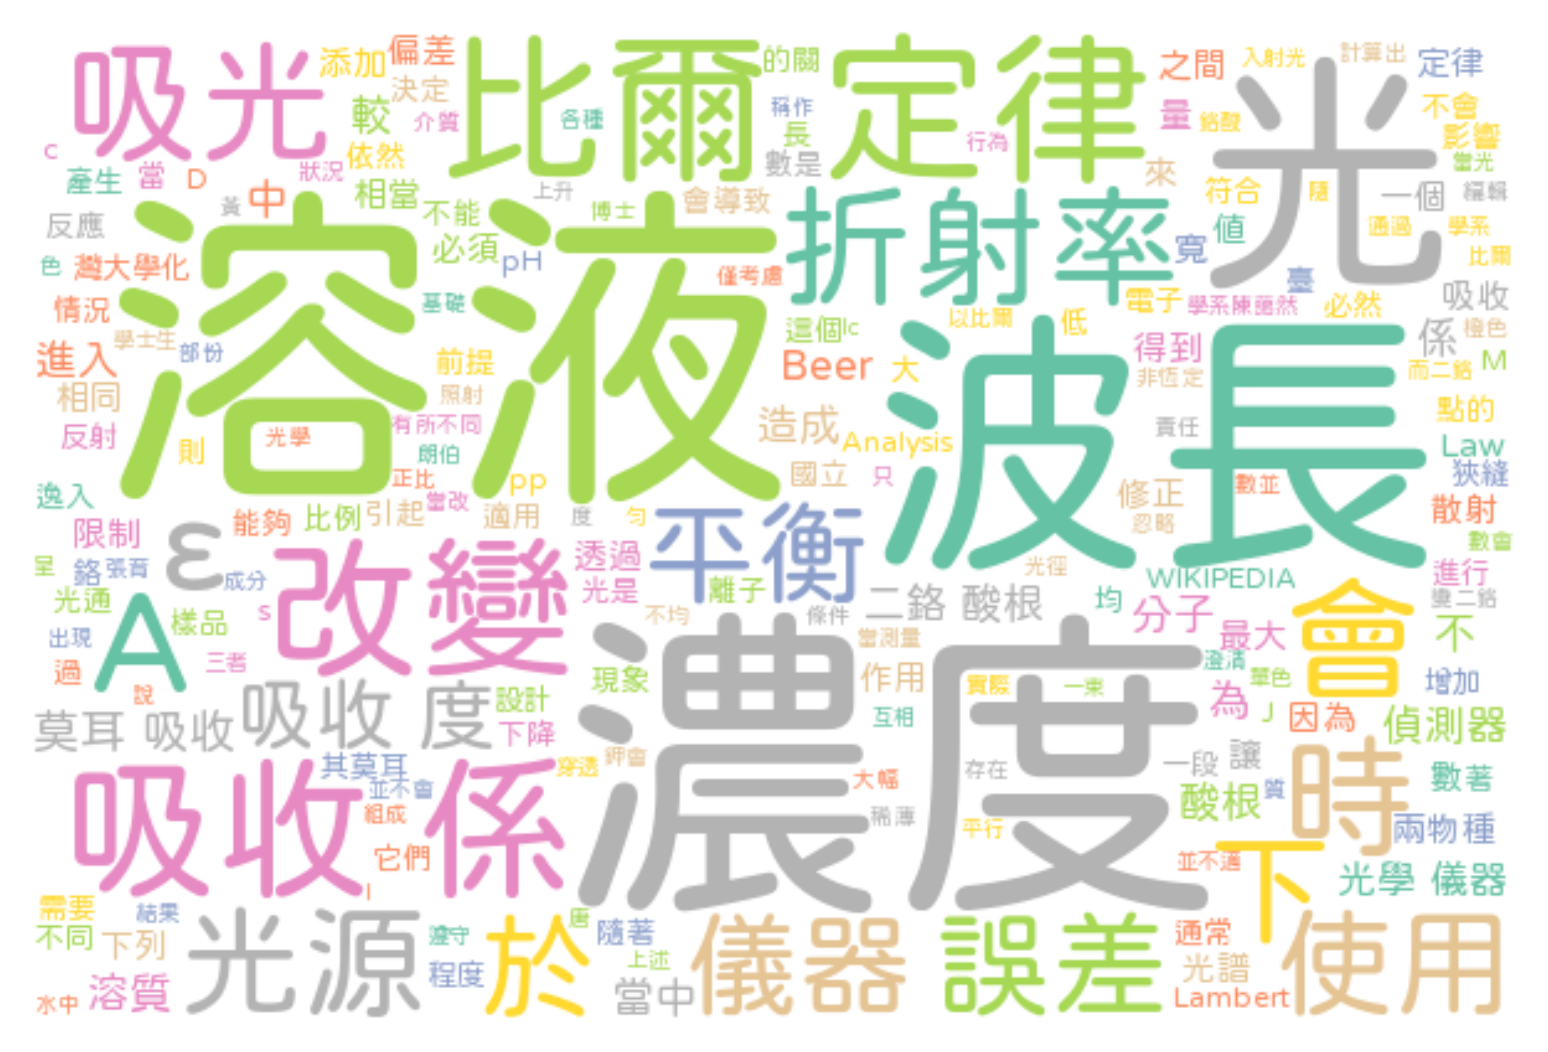 吸光
添加
偏差
比爾定律
的關
之間
入射光
計算出
定律
光
決定
較
介質
各種
稱作
長
量
鉻酸
不會
影響
C
依然
狀況
數是
行為
來
當光
產生
當
D
中
相當
上升
會導致
符合
隨
一個
編輯
反應
黃
不能
博士
折射率
值
通過
學系
色
灣大學化
溶液
必須
pH
僅考慮
寬
比爾
情況
基礎
電子
臺
學系陳藹然
必然
吸收
學士生
部份
這個
lc
以比爾
低
係
橙色
進入
前提
Beer
大
得到
波長
M
相同
照射
非恆定
而二鉻
反射
光學
有所不同
造成
Analysis
責任
點的
則
朗伯
國立
只
Law
逸入
正比
pp
修正
數並
狹縫
限制
能夠
比例
引起
當改
適用
度
勻
平衡
忽略
散射
數會
呈
鉻
張育
ε
成分
改變
透過
光徑
WIKIPEDIA
進行
光通
s
光是
離子
二鉻 酸根
均
分子
會
變二鉻
出現
A
樣品
不均
條件
當測量
最大
不
過
三者
現象
濃度
作用
澄清
單色
增加
說
吸收 度
設計
實際
一束
為
J
因為
偵測器
莫耳 吸收
下降
互相
其莫耳
穿透
鉀會
大幅
存在
一段
讓
時
數著
吸收係
並不會
組成
稀薄
酸根
質
兩物種
它們
平行
並不適
下
光學 儀器
l
需要
結果
光源
唐
不同
下列
遵守
於
隨著
儀器
誤差
通常
使用
程度
上述
光譜
水中
溶質
當中
Lambert